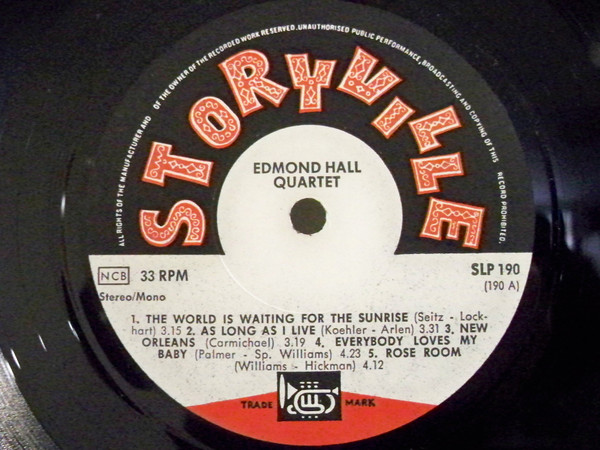 ALL RIGHTS OF THE MANUFACTURER AND OF THE OWNER OF THE RECORDED WORK RESERVED. UNAUTHORISED PUBLIC PERFORMANCE, BROADCASTING AND COPYING OF THIS RECORD PROHIBITED.
STORYVILLE
EDMOND HALL
QUARTET
NCB 33 RPM
Stereo/Mono
SLP 190
(190 A)
1. THE WORLD IS WAITING FOR THE SUNRISE (Seitz - Lock-
hart) 3.15 2. AS LONG AS I LIVE (Koehler - Arlen) 3.31 3. NEW
ORLEANS (Carmichael) 3.19 4. EVERYBODY LOVES MY
BABY (Palmer - Sp. Williams) 4.23 5. ROSE ROOM
(Williams - Hickman) 4.12
TRADE MARK